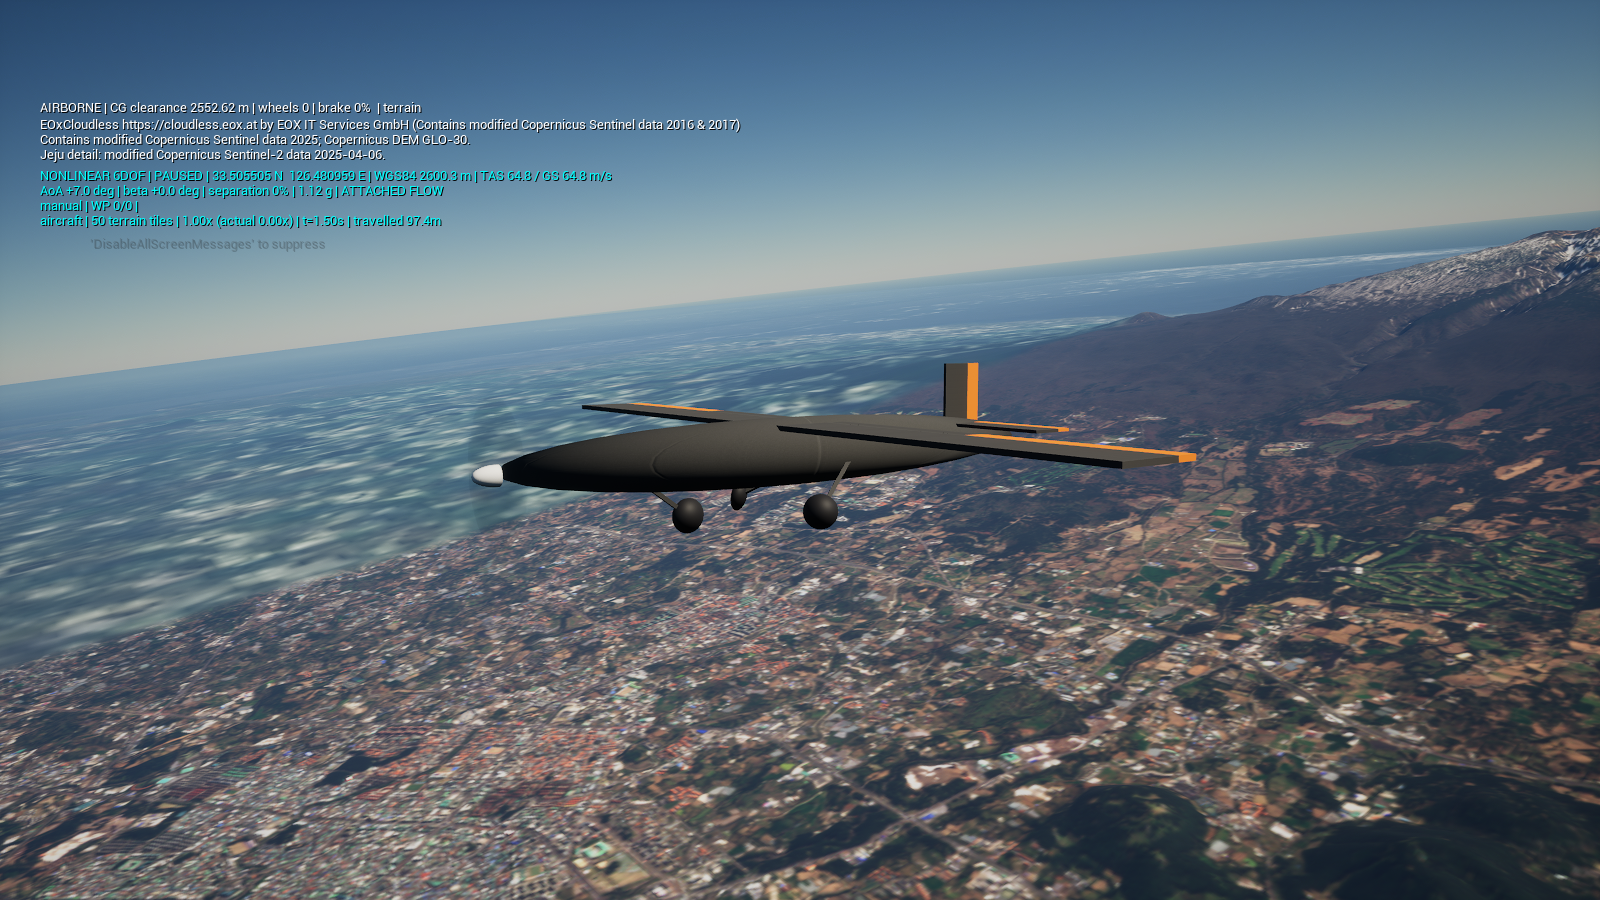 AIRBORNE | CG clearance 2552.62 m | wheels 0 | brake 0% | terrain
EOxCloudless https://cloudless.eox.at by EOX IT Services GmbH (Contains modified Copernicus Sentinel data 2016 & 2017)
Contains modified Copernicus Sentinel data 2025; Copernicus DEM GLO-30.
Jeju detail: modified Copernicus Sentinel-2 data 2025-04-06.
NONLINEAR 6DOF | PAUSED | 33.505505 N 126.480959 E | WGS84 2600.3 m | TAS 64.8 / GS 64.8 m/s
AoA +7.0 deg | beta +0.0 deg | separation 0% | 1.12 g | ATTACHED FLOW
manual | WP 0/0 |
aircraft | 50 terrain tiles | 1.00x (actual 0.00x) | t=1.50s | travelled 97.4m
'DisableAllScreenMessages' to suppress